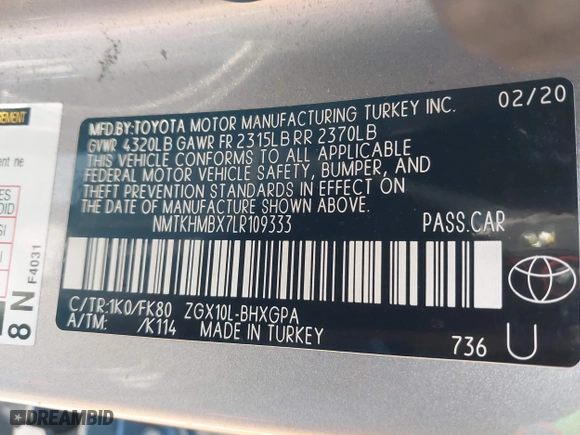 MFD.BY:TOYOTA MOTOR MANUFACTURING TURKEY INC. 02/20
GVWR 4320LB GAWR FR 2315LB RR 2370LB
THIS VEHICLE CONFORMS TO ALL APPLICABLE
FEDERAL MOTOR VEHICLE SAFETY, BUMPER, AND
THEFT PREVENTION STANDARDS IN EFFECT ON
THE DATE OF MANUFACTURE SHOWN ABOVE.
NMTKHMBX7LR109333 PASS.CAR
C/TR:1K0/FK80 ZGX10L-BHXGPA
A/TM: /K114 MADE IN TURKEY
736 U
8 N F4031
DREAMBID